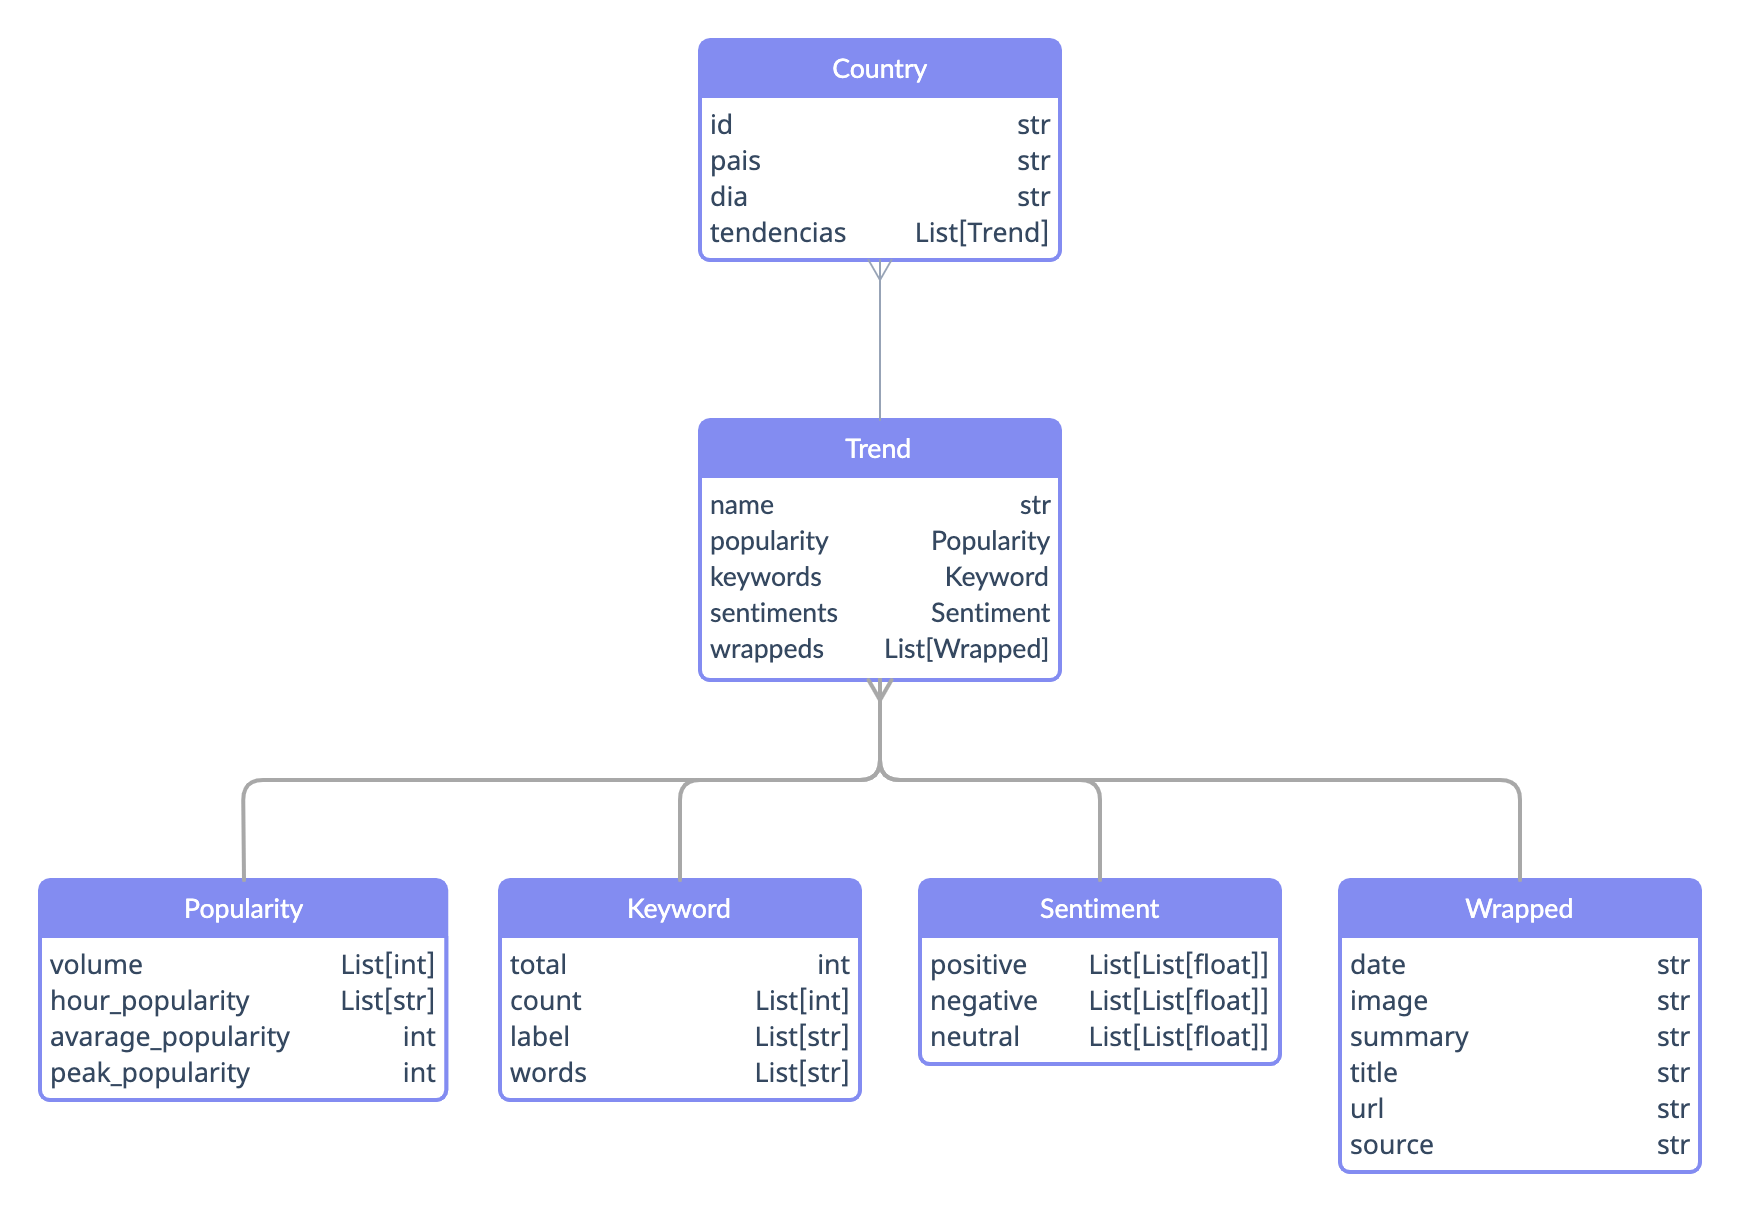 Country
id str
pais str
dia str
tendencias List[Trend]
Trend
name str
popularity Popularity
keywords Keyword
sentiments Sentiment
wrappeds List[Wrapped]
Popularity
volume List[int]
hour_popularity List[str]
avarage_popularity int
peak_popularity int
Keyword
total int
count List[int]
label List[str]
words List[str]
Sentiment
positive List[List[float]]
negative List[List[float]]
neutral List[List[float]]
Wrapped
date str
image str
summary str
title str
url str
source str